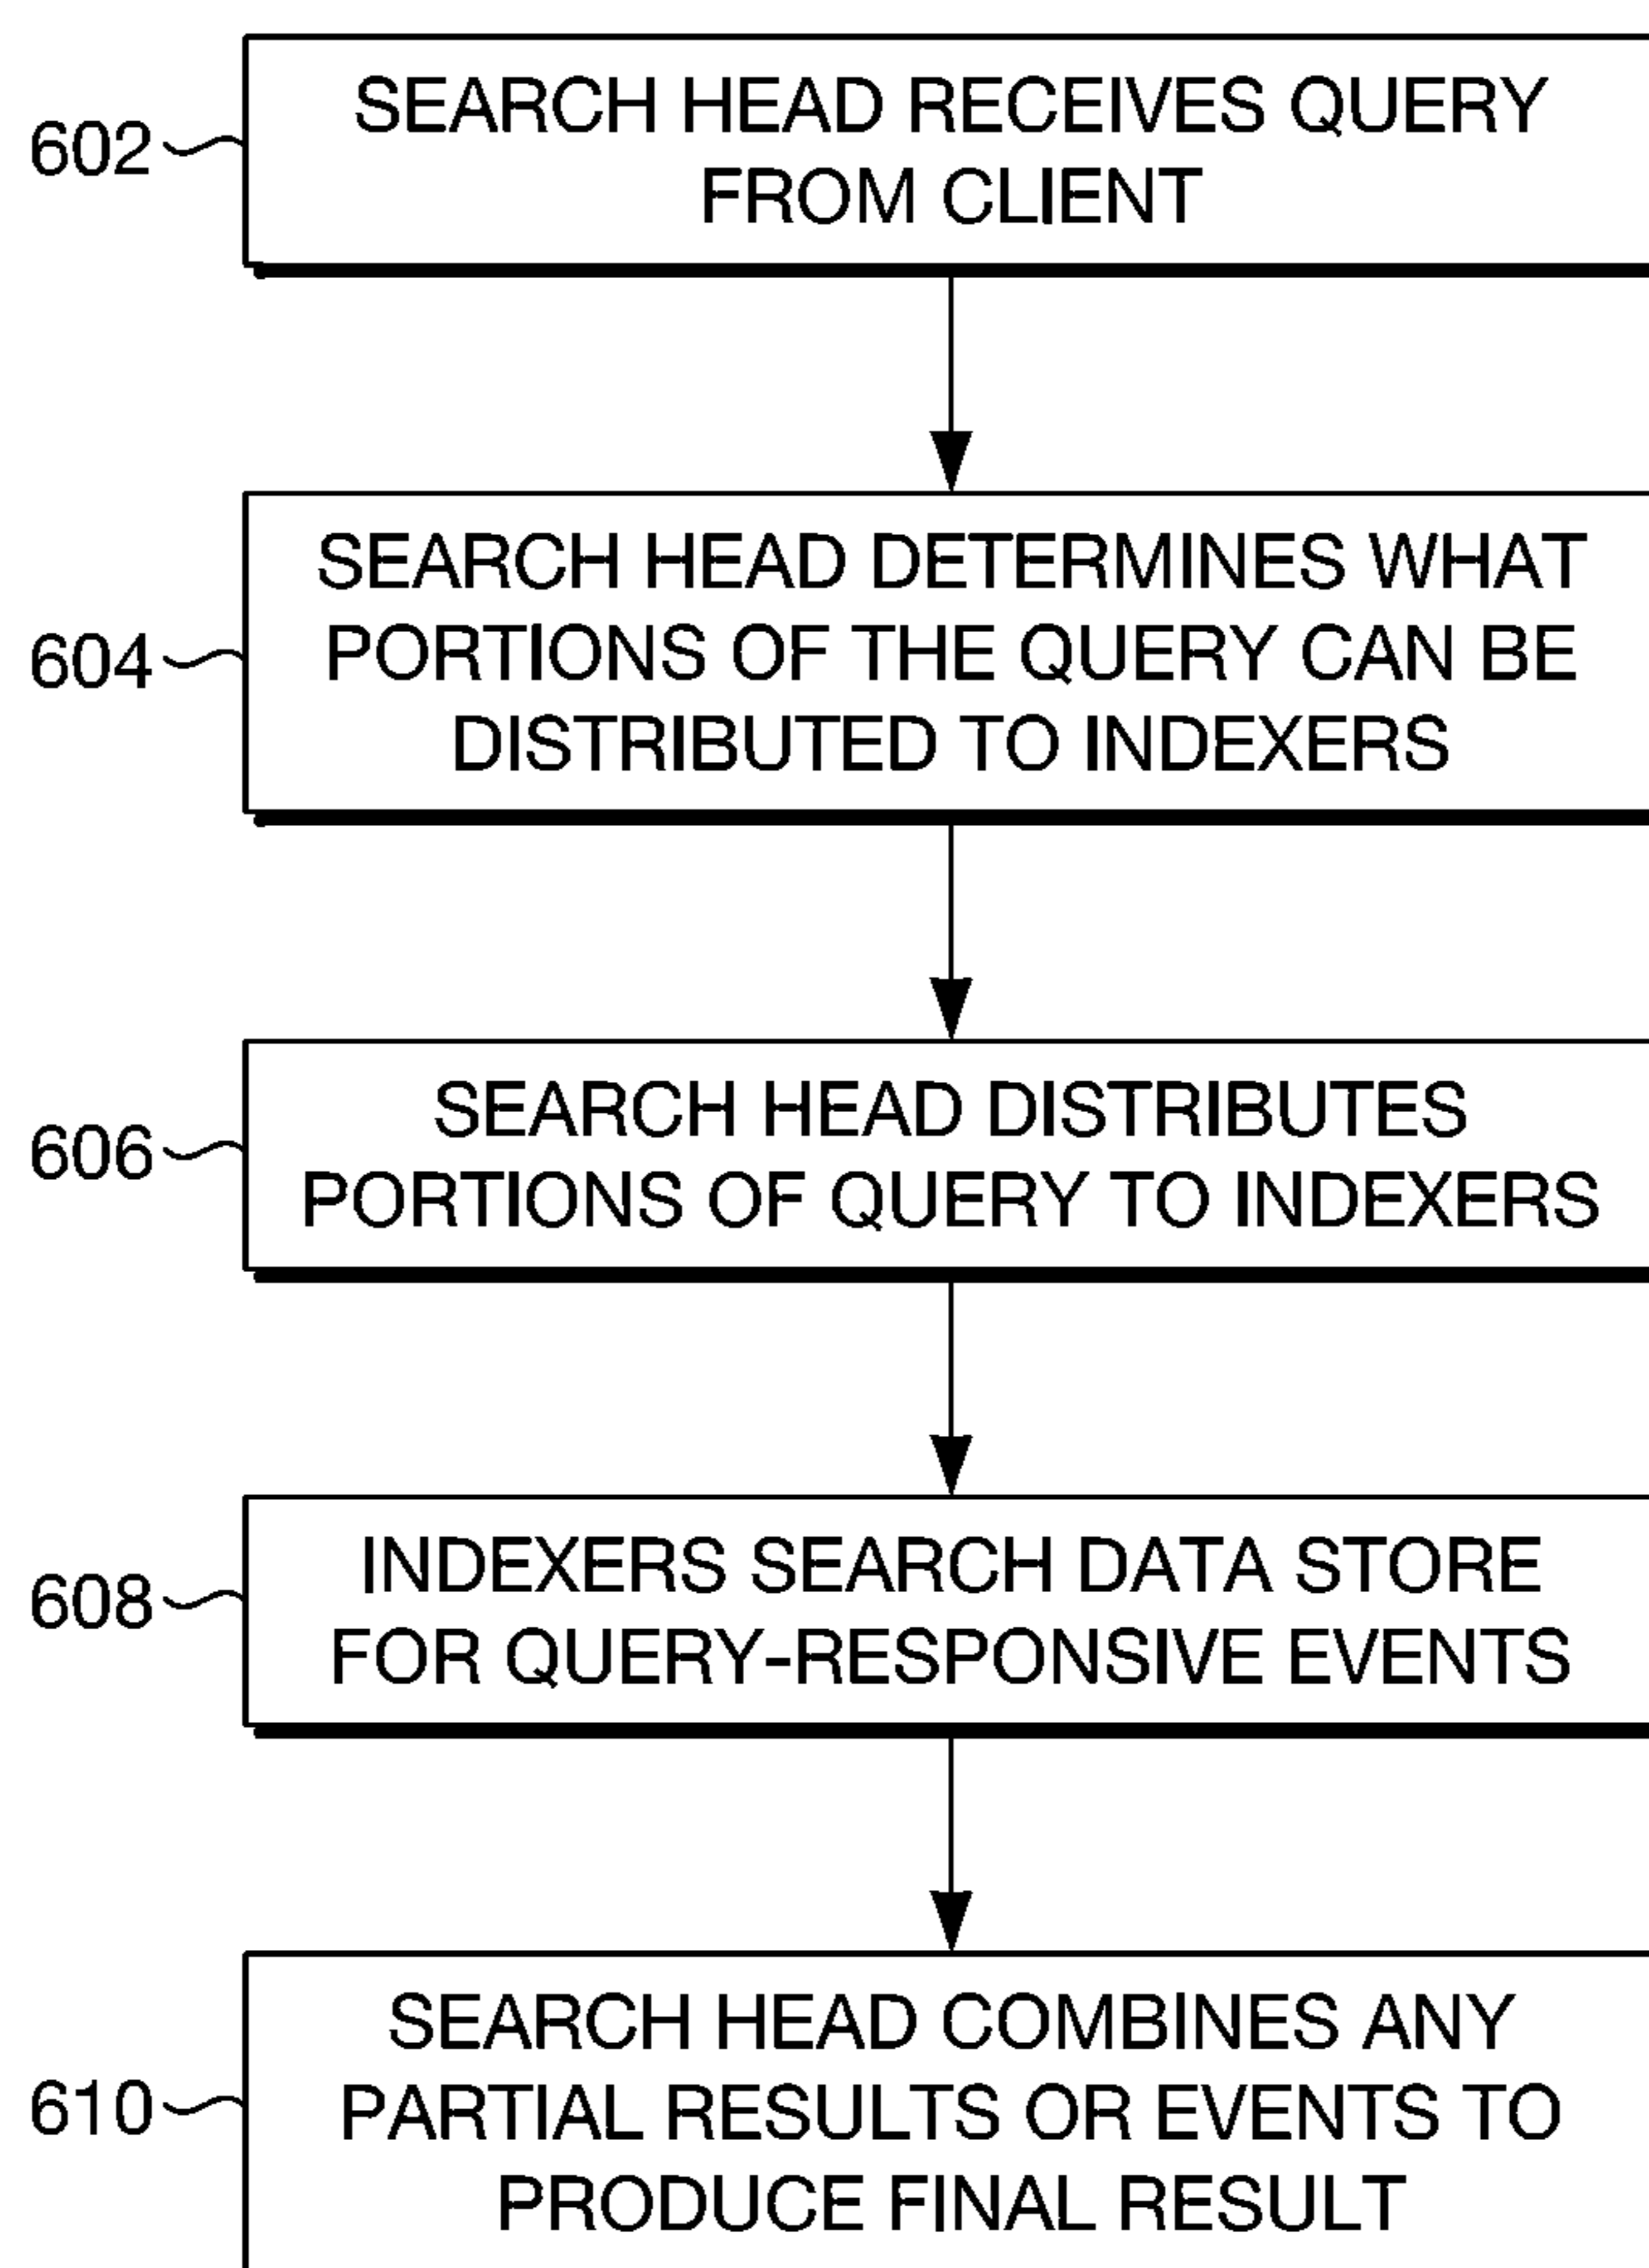 602
SEARCH HEAD RECEIVES QUERY
FROM CLIENT
604
SEARCH HEAD DETERMINES WHAT
PORTIONS OF THE QUERY CAN BE
DISTRIBUTED TO INDEXERS
606
SEARCH HEAD DISTRIBUTES
PORTIONS OF QUERY TO INDEXERS
608
INDEXERS SEARCH DATA STORE
FOR QUERY-RESPONSIVE EVENTS
610
SEARCH HEAD COMBINES ANY
PARTIAL RESULTS OR EVENTS TO
PRODUCE FINAL RESULT